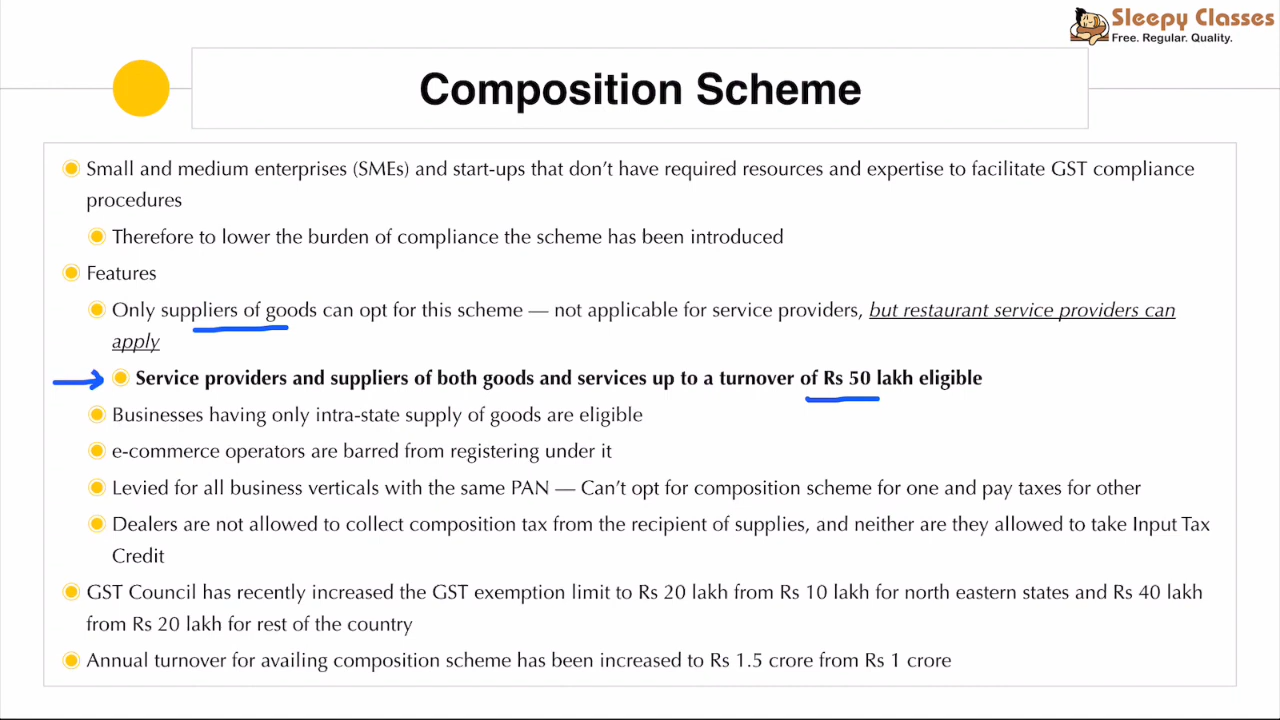 Sleepy Classes
Free. Regular. Quality.
Composition Scheme
Small and medium enterprises (SMEs) and start-ups that don’t have required resources and expertise to facilitate GST compliance
procedures
Therefore to lower the burden of compliance the scheme has been introduced
Features
Only suppliers of goods can opt for this scheme — not applicable for service providers, but restaurant service providers can
apply
Service providers and suppliers of both goods and services up to a turnover of Rs 50 lakh eligible
Businesses having only intra-state supply of goods are eligible
e-commerce operators are barred from registering under it
Levied for all business verticals with the same PAN — Can’t opt for composition scheme for one and pay taxes for other
Dealers are not allowed to collect composition tax from the recipient of supplies, and neither are they allowed to take Input Tax
Credit
GST Council has recently increased the GST exemption limit to Rs 20 lakh from Rs 10 lakh for north eastern states and Rs 40 lakh
from Rs 20 lakh for rest of the country
Annual turnover for availing composition scheme has been increased to Rs 1.5 crore from Rs 1 crore